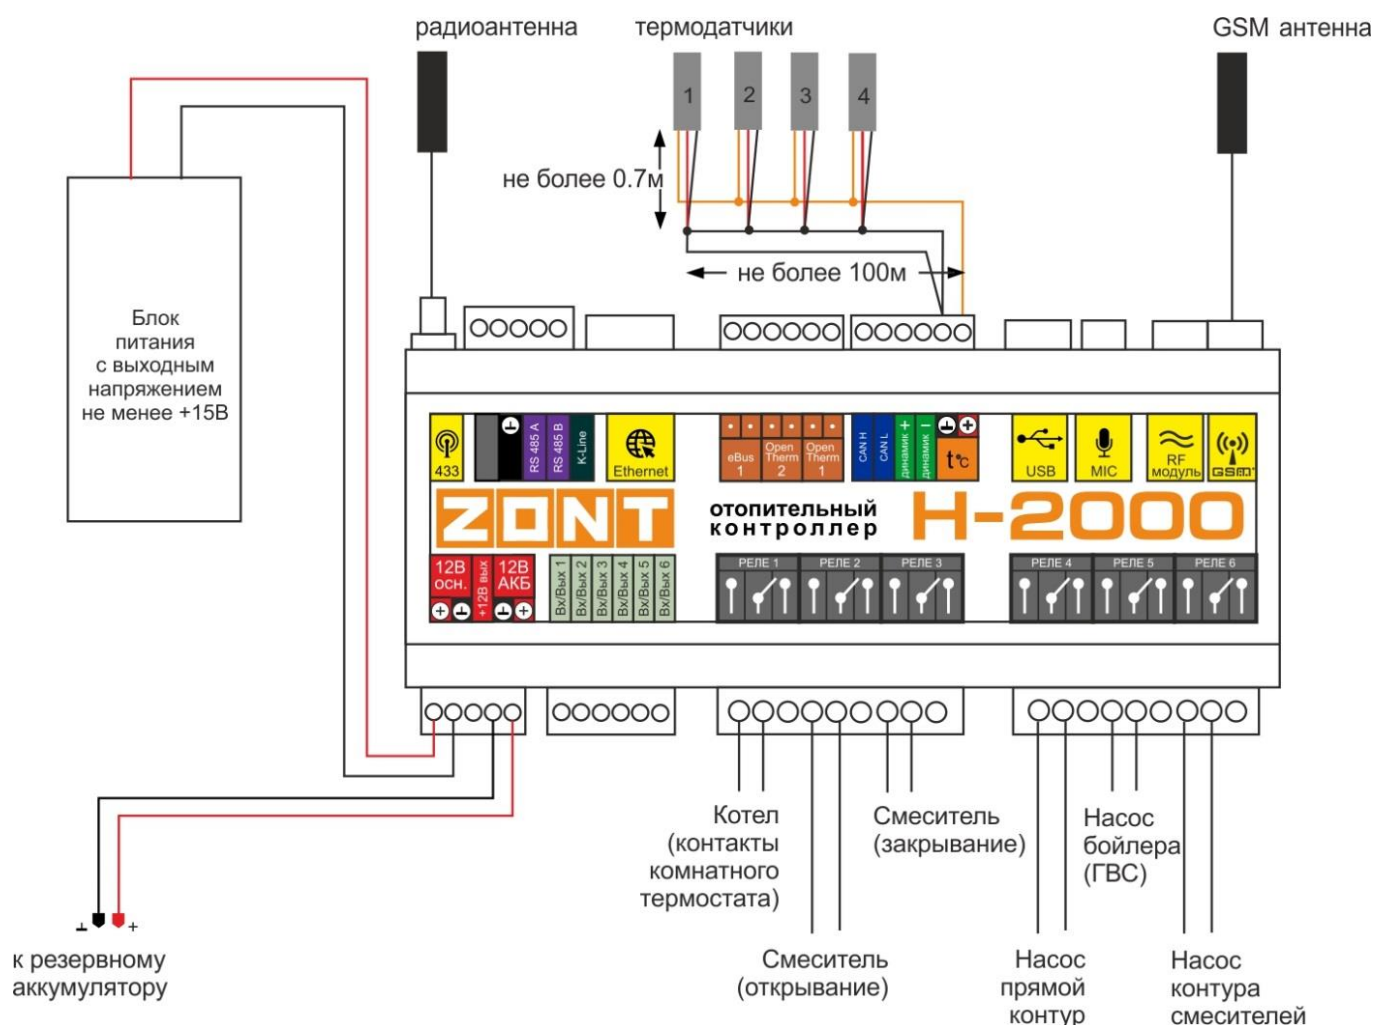 радиоантенна
термодатчики
GSM антенна
1
2
3
4
не более 0.7м
не более 100м
Блок
питания
с выходным
напряжением
не менее +15В
433
RS 485 A
RS 485 B
K-Line
Ethernet
eBus
1
Open
Therm
2
Open
Therm
1
CAN H
CAN L
динамик +
динамик –
t°C
USB
MIC
RF
модуль
GSM
ZONT
отопительный
контроллер
H-2000
12В
осн.
+12В вых
12В
АКБ
Вх/Вых 1
Вх/Вых 2
Вх/Вых 3
Вх/Вых 4
Вх/Вых 5
Вх/Вых 6
РЕЛЕ 1
РЕЛЕ 2
РЕЛЕ 3
РЕЛЕ 4
РЕЛЕ 5
РЕЛЕ 6
Котел
(контакты
комнатного
термостата)
Смеситель
(закрывание)
Насос
бойлера
(ГВС)
+
к резервному
аккумулятору
Смеситель
(открывание)
Насос
прямой
контур
Насос
контура
смесителей